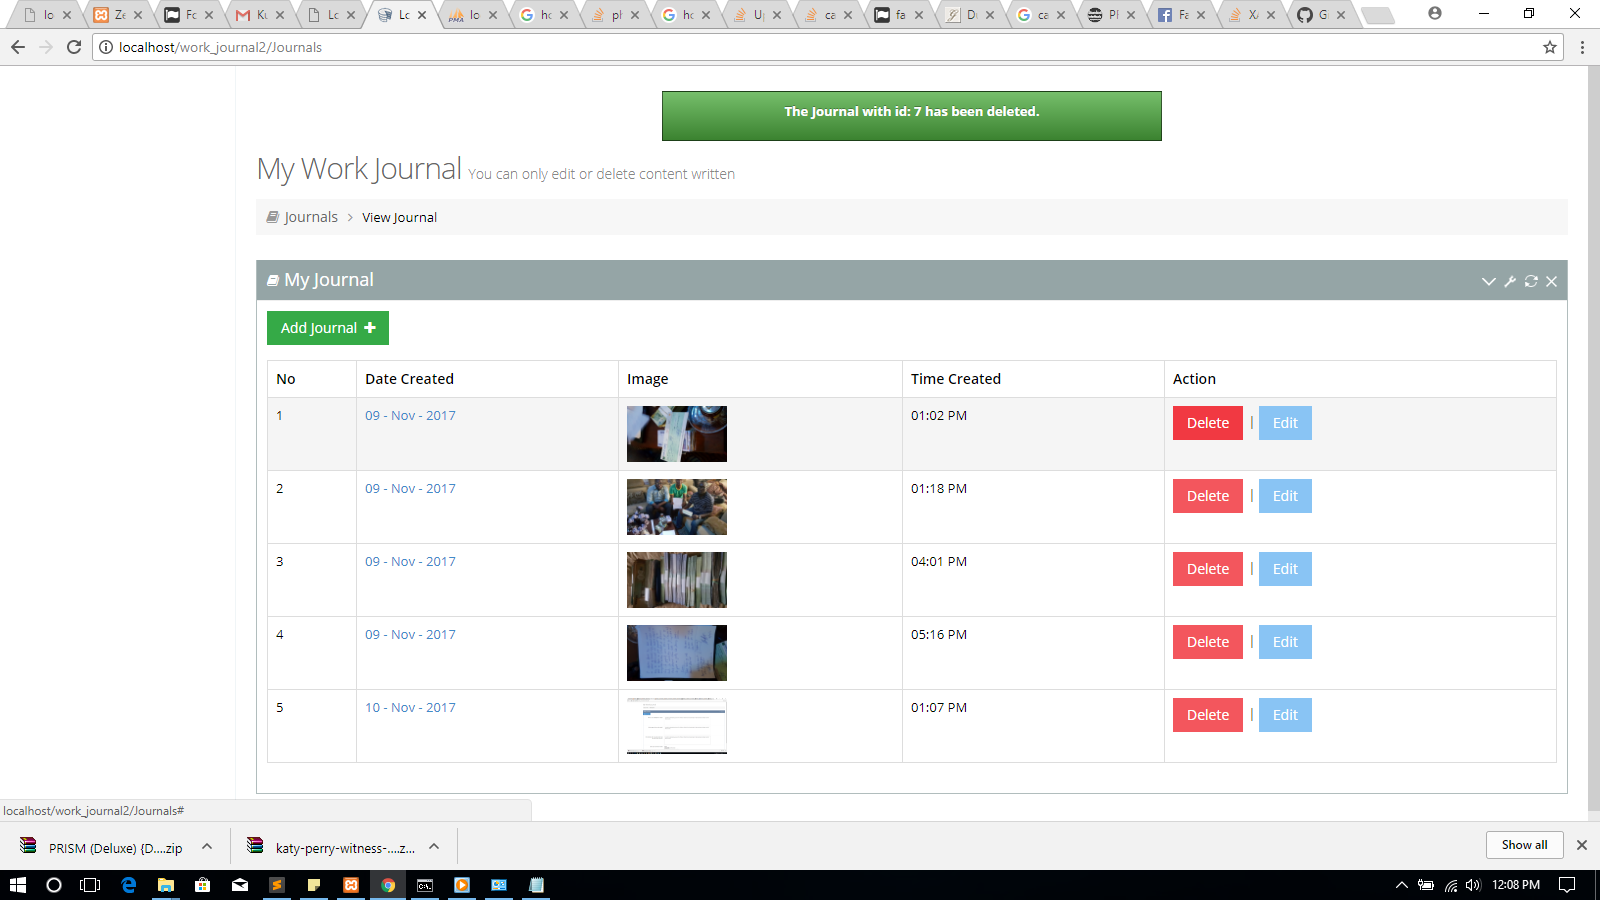 lo
Ze
Fc
Ku
Lc
Lc
lo
ho
ph
ho
Up
ca
fa
Di
ca
Pl
Fa
X/
G
localhost/work_journal2/Journals
The Journal with id: 7 has been deleted.
My Work Journal You can only edit or delete content written
Journals > View Journal
My Journal
Add Journal +
No Date Created Image Time Created Action
1 09 - Nov - 2017 01:02 PM Delete | Edit
2 09 - Nov - 2017 01:18 PM Delete | Edit
3 09 - Nov - 2017 04:01 PM Delete | Edit
4 09 - Nov - 2017 05:16 PM Delete | Edit
5 10 - Nov - 2017 01:07 PM Delete | Edit
localhost/work_journal2/Journals#
PRISM (Deluxe) {D....zip
katy-perry-witness-....z...
Show all
12:08 PM